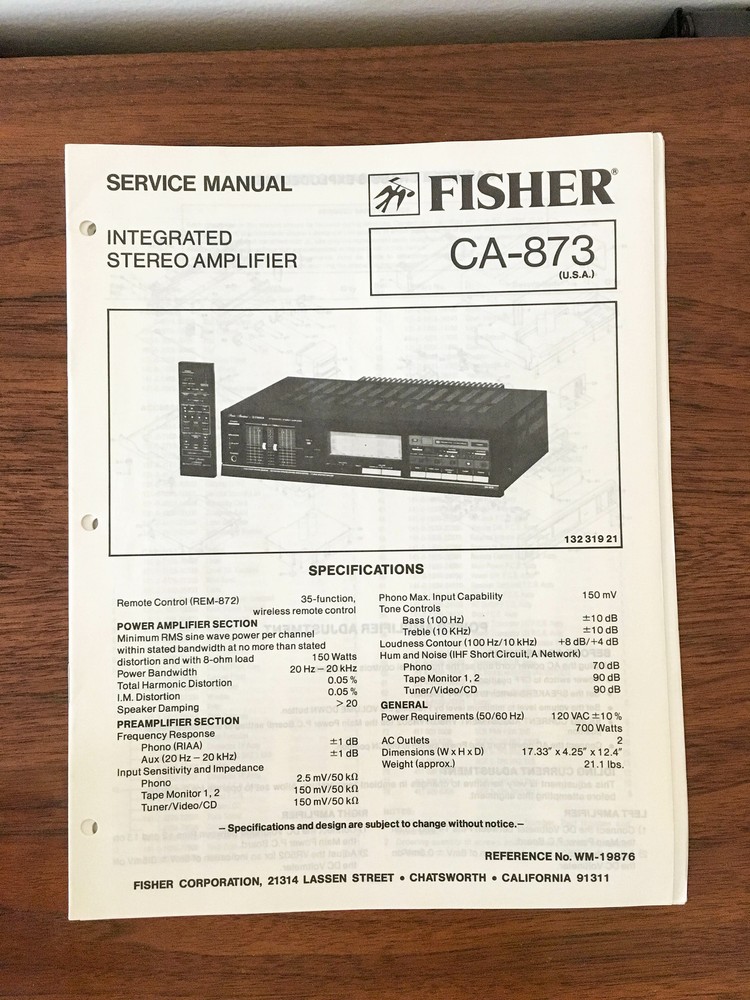 SERVICE MANUAL
FISHER®
INTEGRATED
STEREO AMPLIFIER
CA-873
(U.S.A.)
132 319 21
SPECIFICATIONS
Remote Control (REM-872) 35-function,
wireless remote control
POWER AMPLIFIER SECTION
Minimum RMS sine wave power per channel
within stated bandwidth at no more than stated
distortion and with 8-ohm load 150 Watts
Power Bandwidth 20 Hz – 20 kHz
Total Harmonic Distortion 0.05 %
I.M. Distortion 0.05 %
Speaker Damping > 20
PREAMPLIFIER SECTION
Frequency Response
Phono (RIAA) ±1 dB
Aux (20 Hz – 20 kHz) ±1 dB
Input Sensitivity and Impedance
Phono 2.5 mV/50 kΩ
Tape Monitor 1, 2 150 mV/50 kΩ
Tuner/Video/CD 150 mV/50 kΩ
Phono Max. Input Capability 150 mV
Tone Controls
Bass (100 Hz) ±10 dB
Treble (10 KHz) ±10 dB
Loudness Contour (100 Hz/10 kHz) +8 dB/+4 dB
Hum and Noise (IHF Short Circuit, A Network)
Phono 70 dB
Tape Monitor 1, 2 90 dB
Tuner/Video/CD 90 dB
GENERAL
Power Requirements (50/60 Hz) 120 VAC ±10 %
700 Watts
AC Outlets 2
Dimensions (W x H x D) 17.33" x 4.25" x 12.4"
Weight (approx.) 21.1 lbs.
– Specifications and design are subject to change without notice. –
REFERENCE No. WM-19876
FISHER CORPORATION, 21314 LASSEN STREET • CHATSWORTH • CALIFORNIA 91311